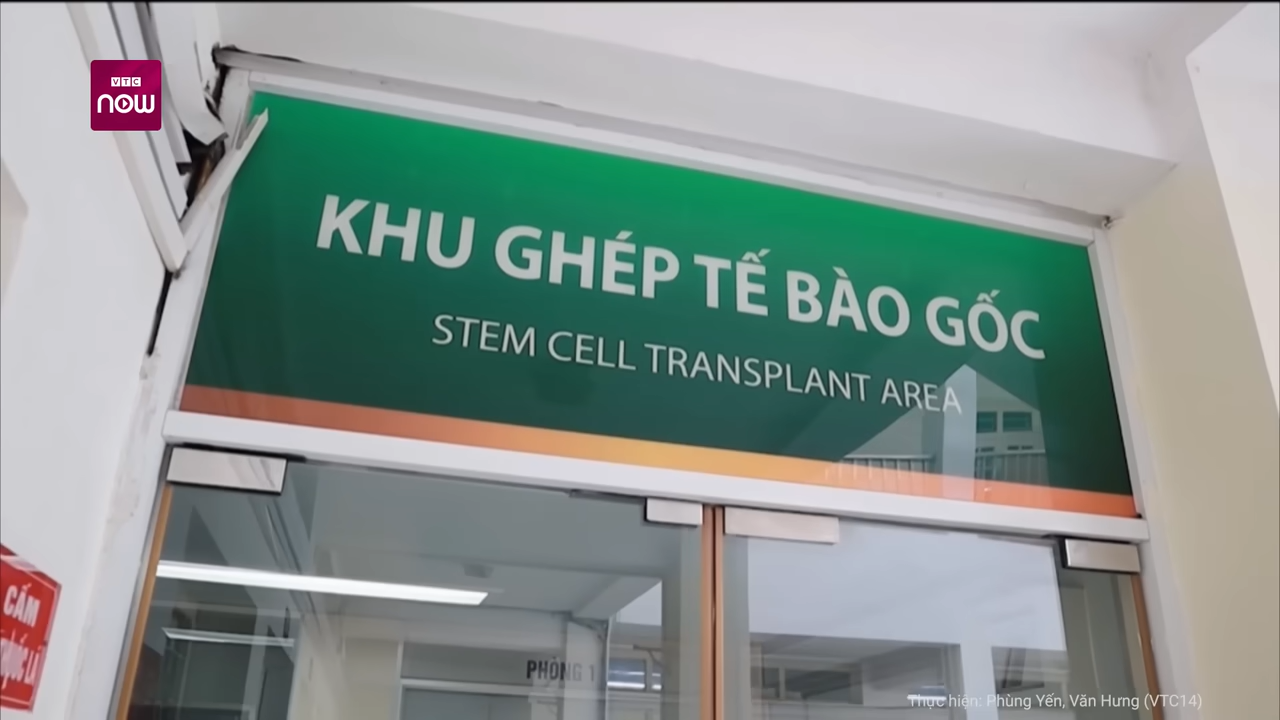 VTC
now
KHU GHÉP TẾ BÀO GỐC
STEM CELL TRANSPLANT AREA
CẤM
PHÒNG 1
Thực hiện: Phùng Yến, Văn Hưng (VTC14)